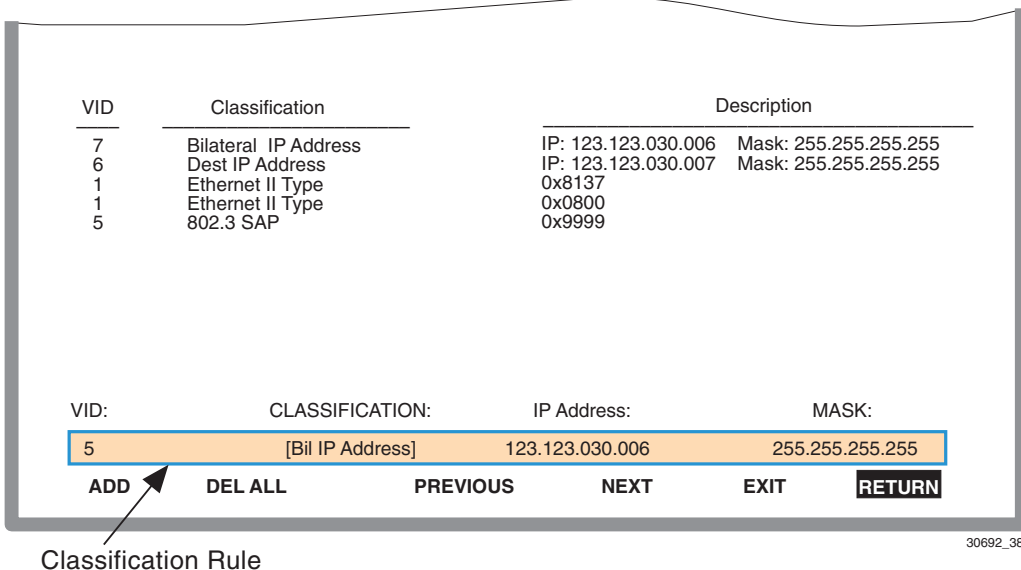 VID Classification Description
7 Bilateral IP Address IP: 123.123.030.006 Mask: 255.255.255.255
6 Dest IP Address IP: 123.123.030.007 Mask: 255.255.255.255
1 Ethernet II Type 0x8137
1 Ethernet II Type 0x0800
5 802.3 SAP 0x9999
VID: CLASSIFICATION: IP Address: MASK:
5 [Bil IP Address] 123.123.030.006 255.255.255.255
ADD DEL ALL PREVIOUS NEXT EXIT RETURN
30692_38
Classification Rule